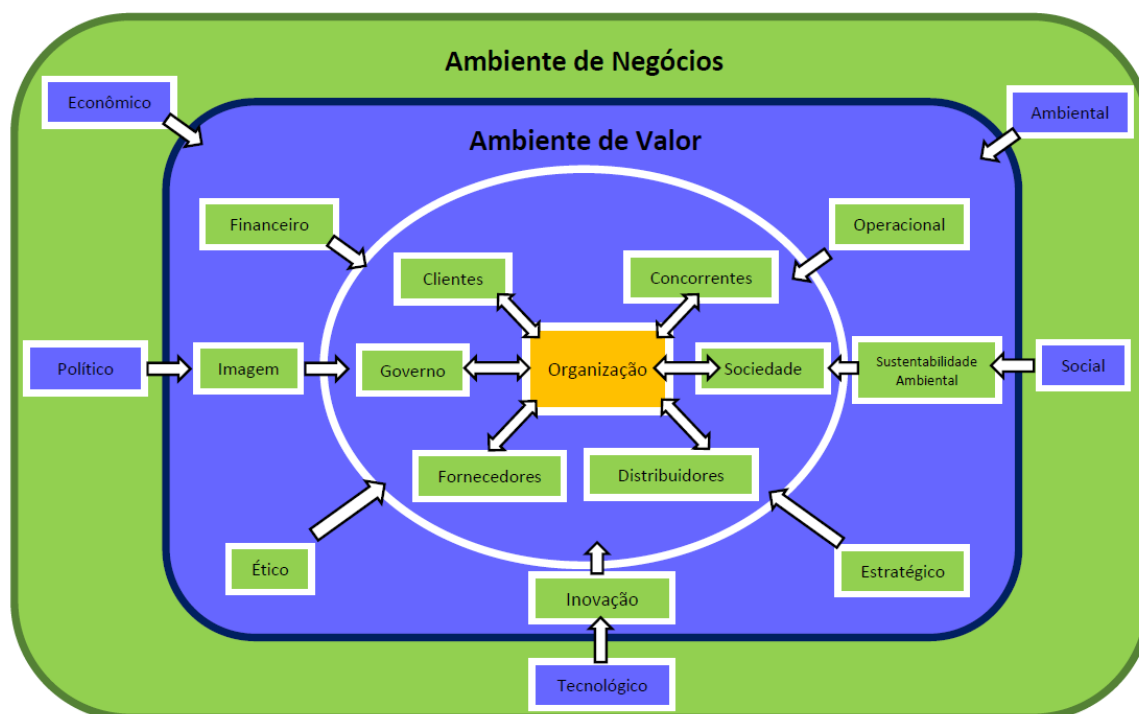 Ambiente de Negócios
Econômico
Ambiental
Ambiente de Valor
Financeiro
Operacional
Clientes
Concorrentes
Político
Imagem
Governo
Organização
Sociedade
Sustentabilidade
Ambiental
Social
Fornecedores
Distribuidores
Ético
Estratégico
Inovação
Tecnológico